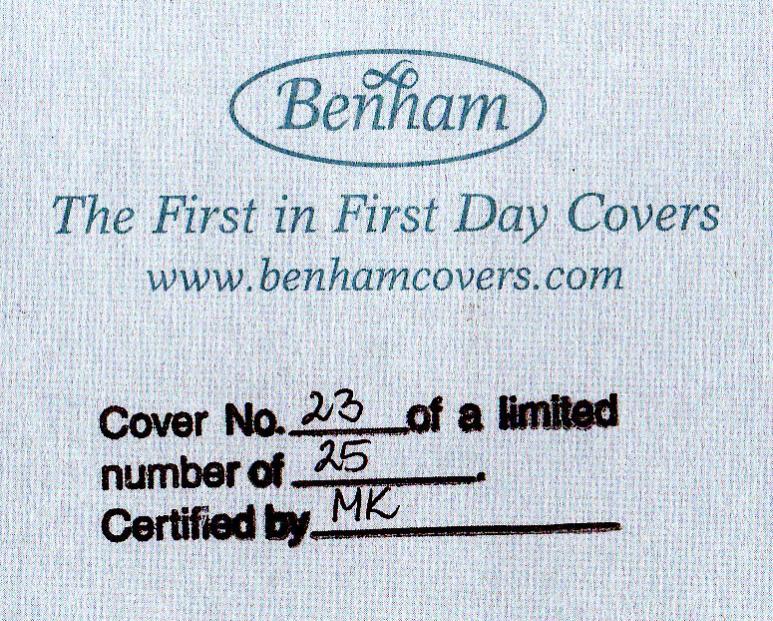 Benham
The First in First Day Covers
www.benhamcovers.com
Cover No. 23 of a limited
number of 25.
Certified by MK